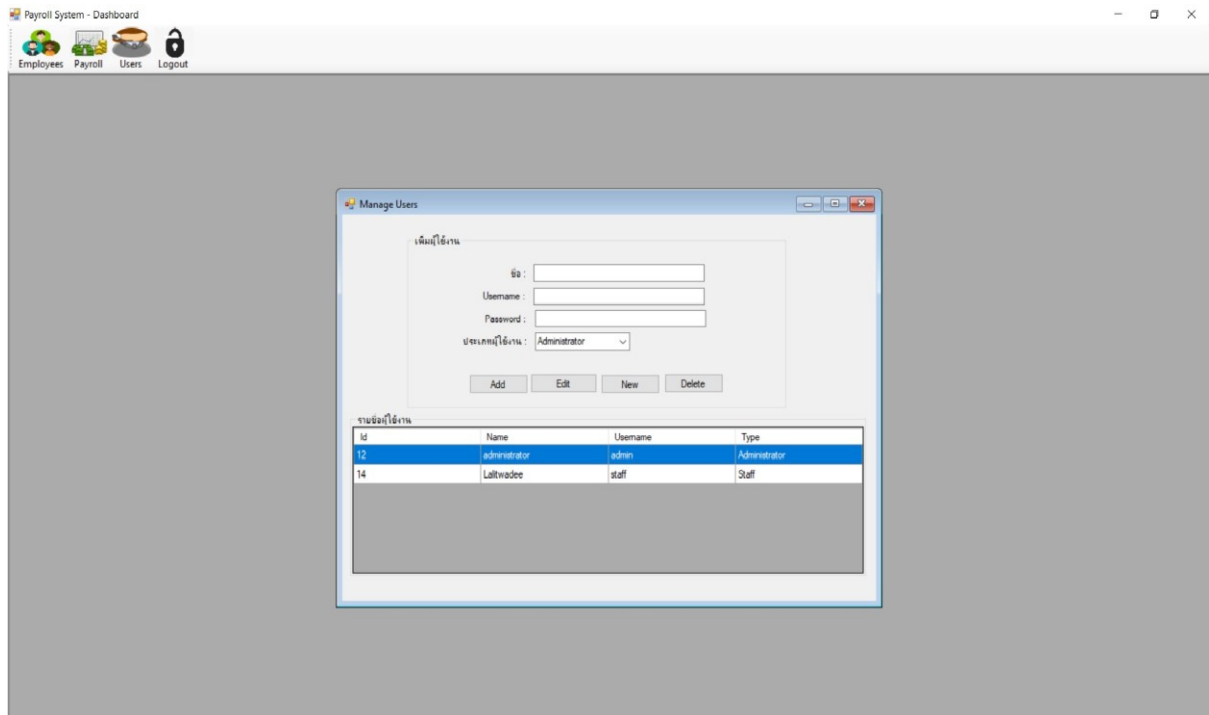 Payroll System - Dashboard
Employees Payroll Users Logout
Manage Users
เพิ่มผู้ใช้งาน
ชื่อ :
Username :
Password :
ประเภทผู้ใช้งาน : Administrator
Add Edit New Delete
รายชื่อผู้ใช้งาน
Id Name Username Type
12 administrator admin Administrator
14 Lalitwadee staff Staff